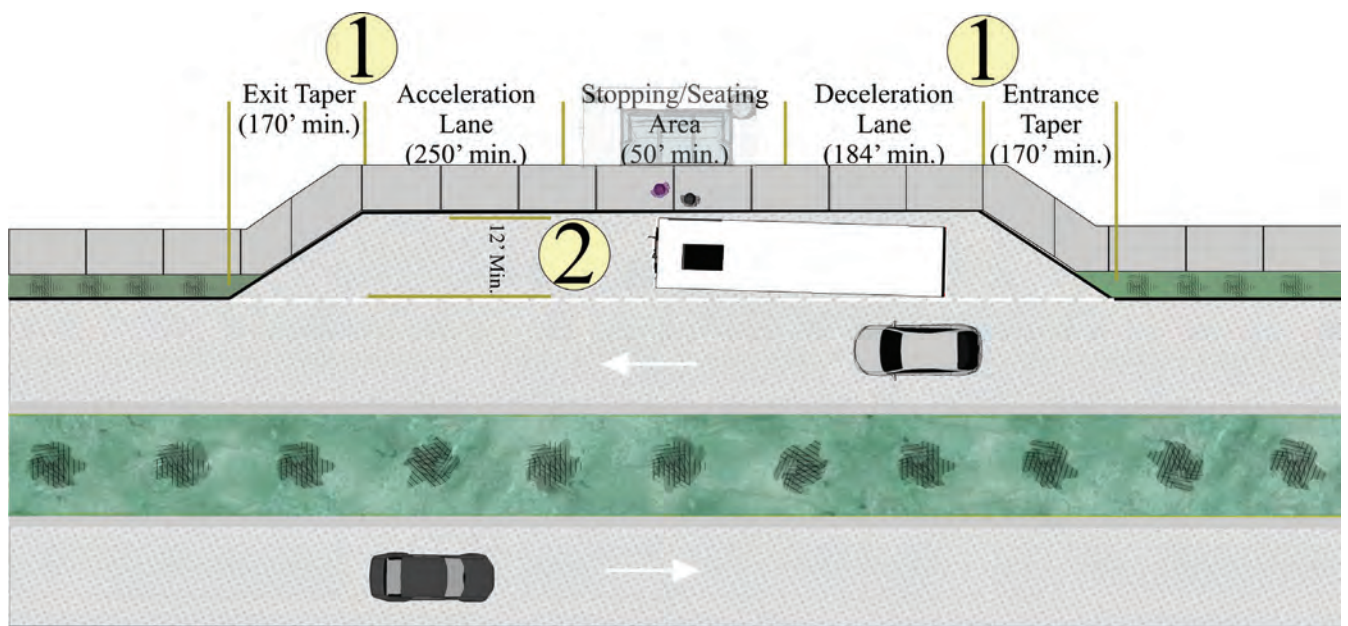 1
1
Exit Taper
(170’ min.)
Acceleration
Lane
(250’ min.)
Stopping/Seating
Area
(50’ min.)
Deceleration
Lane
(184’ min.)
Entrance
Taper
(170’ min.)
12’ Min.
2